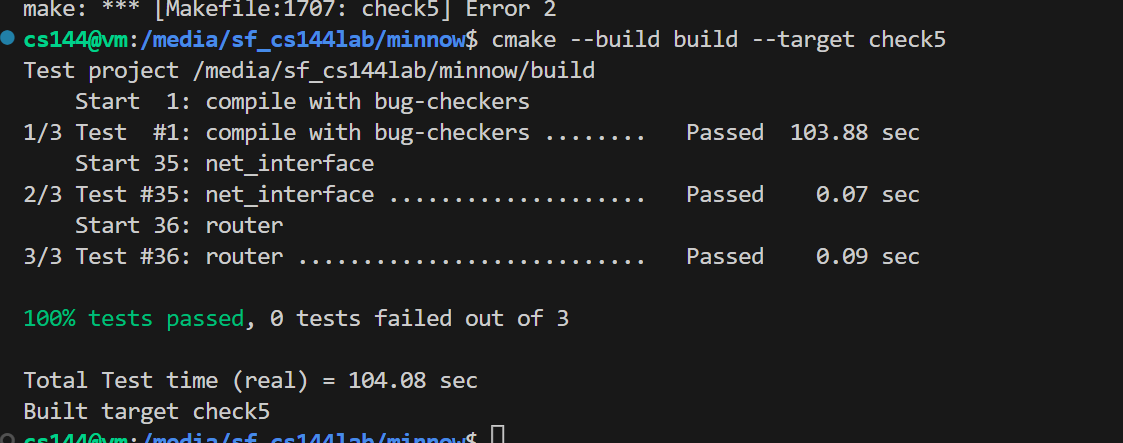 make: *** [Makefile:1707: check5] Error 2
cs144@vm:/media/sf_cs144lab/minnow$ cmake --build build --target check5
Test project /media/sf_cs144lab/minnow/build
    Start  1: compile with bug-checkers
1/3 Test  #1: compile with bug-checkers ........   Passed  103.88 sec
    Start 35: net_interface
2/3 Test #35: net_interface ....................   Passed    0.07 sec
    Start 36: router
3/3 Test #36: router ...........................   Passed    0.09 sec

100% tests passed, 0 tests failed out of 3

Total Test time (real) = 104.08 sec
Built target check5
cs144@vm:/media/sf_cs144lab/minnow$